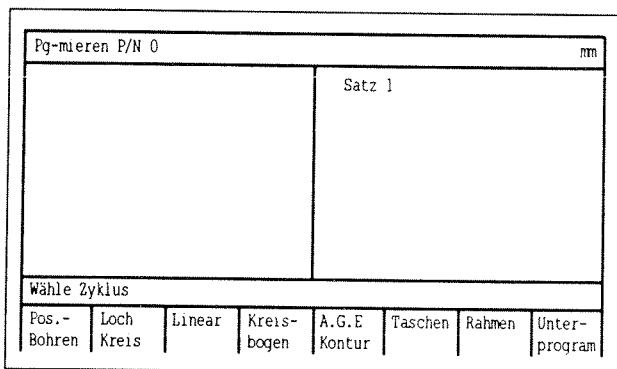 Pg-mieren P/N 0 mm
Satz 1
Wähle Zyklus
Pos.- Loch Linear Kreis- A.G.E Taschen Rahmen Unter-
Bohren Kreis bogen Kontur program